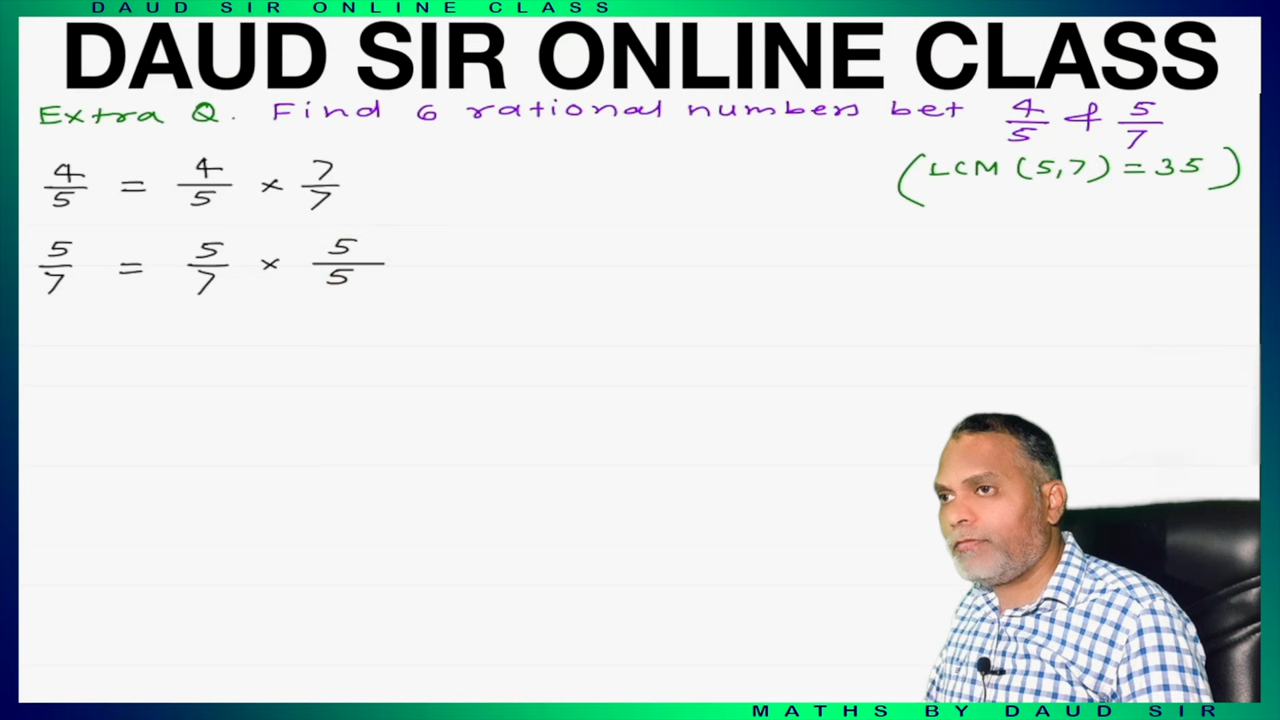 DAUD SIR ONLINE CLASS
DAUD SIR ONLINE CLASS
Extra Q. Find 6 rational numbers bet 4/5 & 5/7
(LCM (5,7) = 35)
4/5 = 4/5 × 7/7
5/7 = 5/7 × 5/5
MATHS BY DAUD SIR